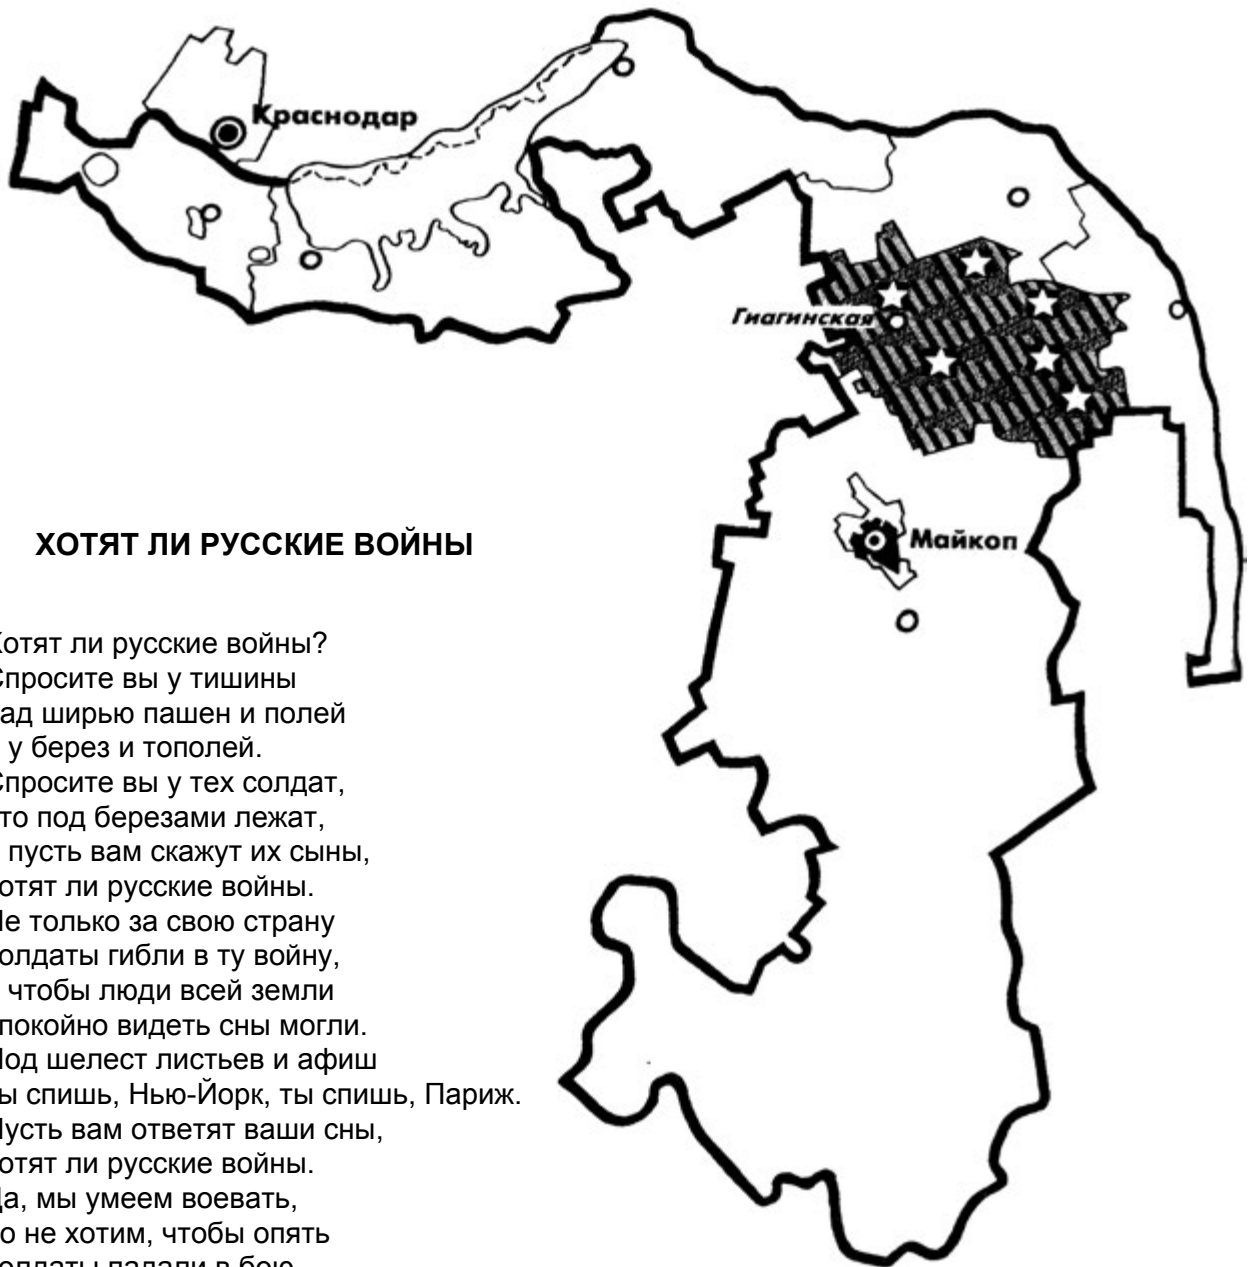 Краснодар
Гиагинская
Майкоп
ХОТЯТ ЛИ РУССКИЕ ВОЙНЫ
Хотят ли русские войны?
Спросите вы у тишины
ад ширью пашен и полей
у берез и тополей.
Спросите вы у тех солдат,
то под березами лежат,
пусть вам скажут их сыны,
отят ли русские войны.
Не только за свою страну
олдаты гибли в ту войну,
чтобы люди всей земли
покойно видеть сны могли.
Под шелест листьев и афиш
ы спишь, Нью-Йорк, ты спишь, Париж.
Пусть вам ответят ваши сны,
отят ли русские войны.
Да, мы умеем воевать,
о не хотим, чтобы опять
олдаты падали в бою